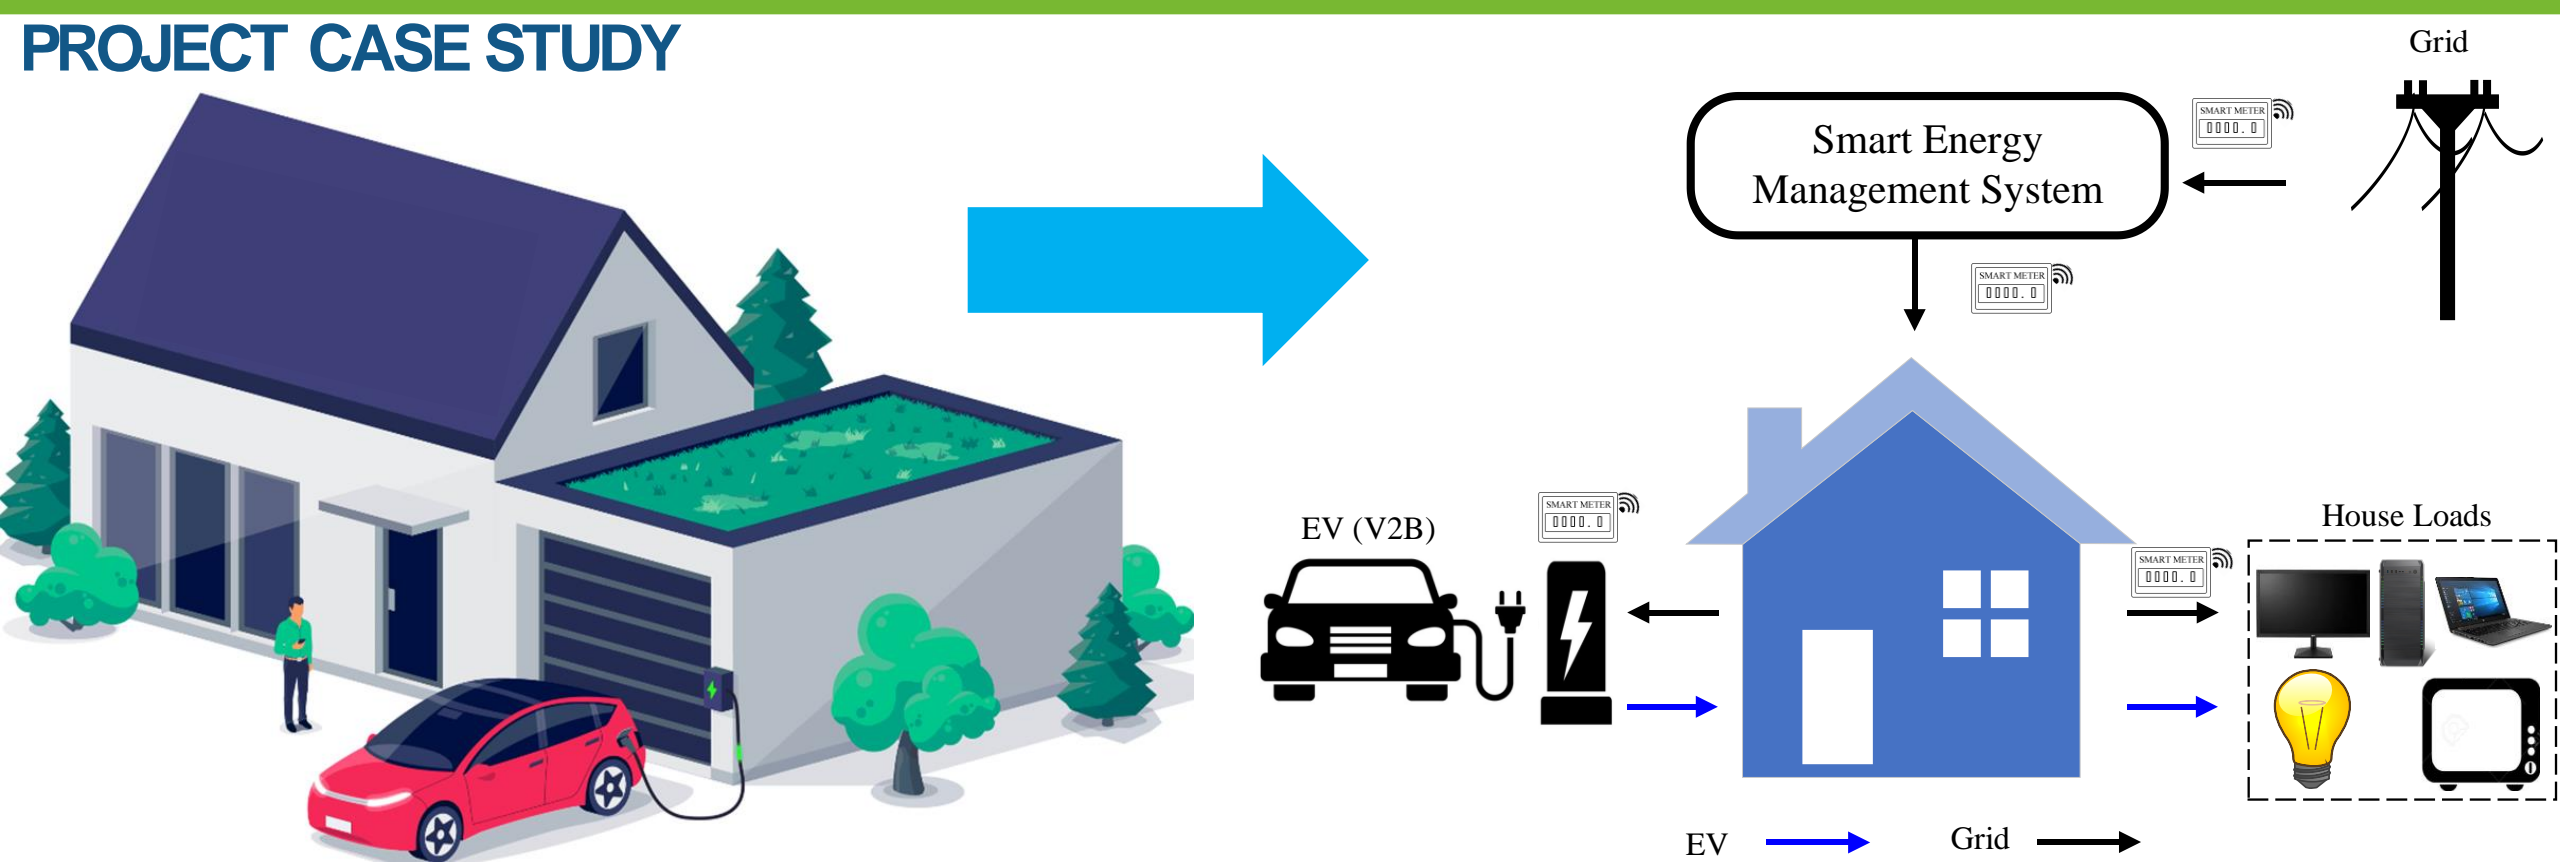 PROJECT CASE STUDY
Grid
SMART METER
0000.0
Smart Energy
Management System
SMART METER
0000.0
EV (V2B)
SMART METER
0000.0
House Loads
SMART METER
0000.0
EV
Grid